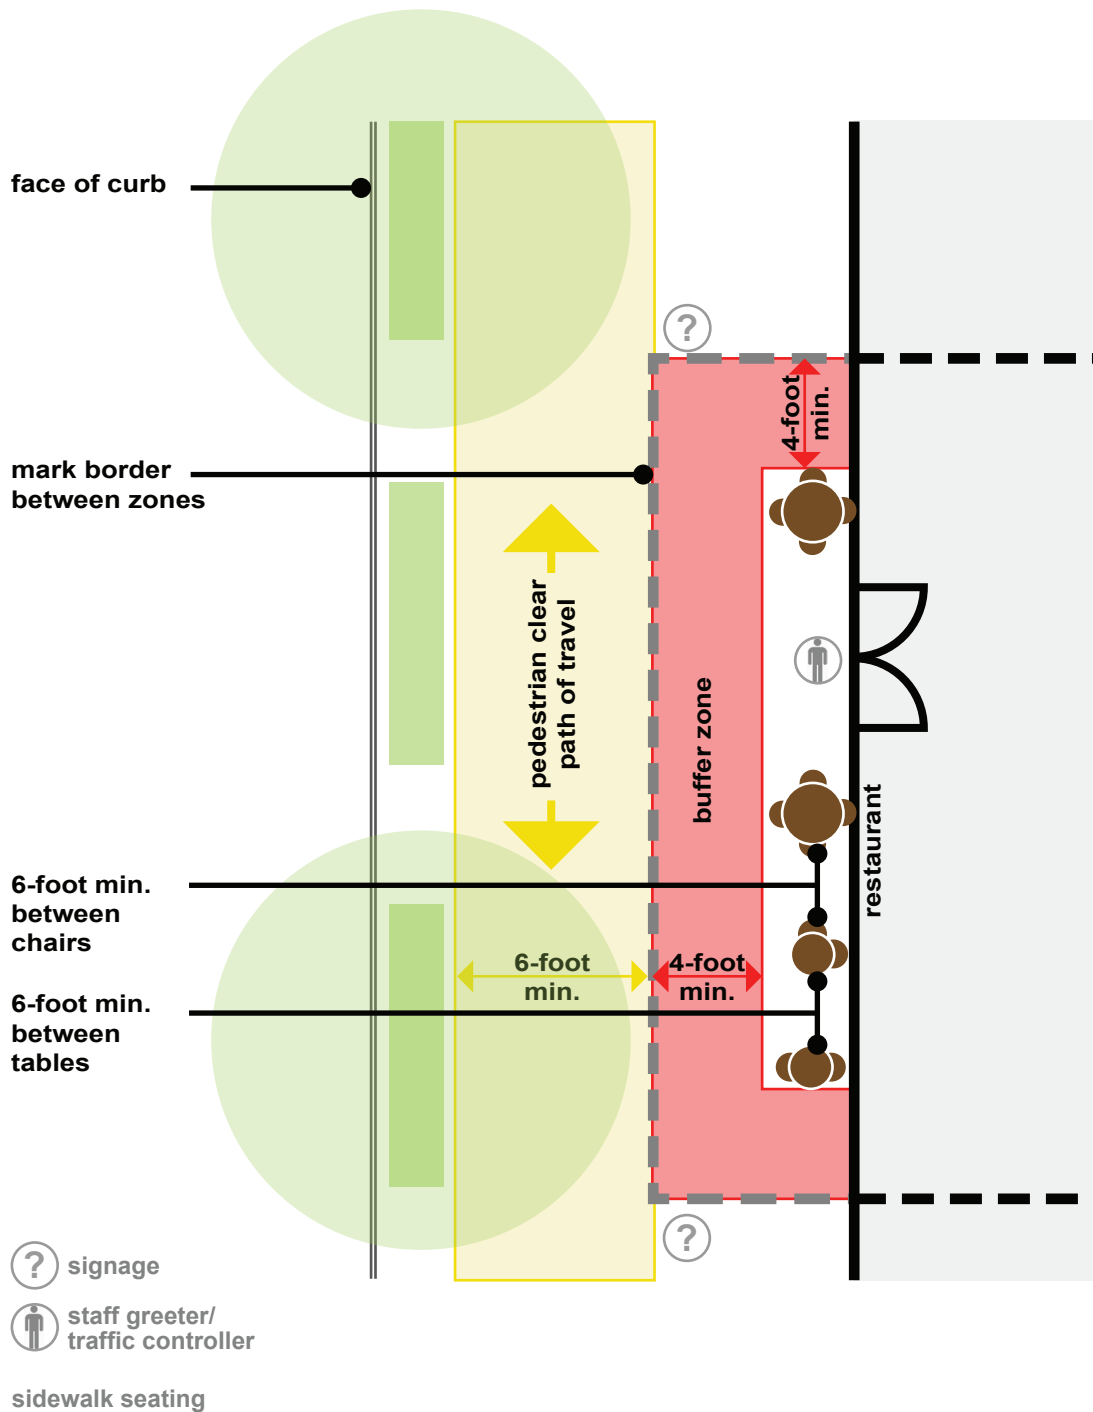 face of curb
?
4-foot
min.
mark border
between zones
pedestrian clear
path of travel
buffer zone
restaurant
6-foot min.
between
chairs
6-foot
min.
4-foot
min.
6-foot min.
between
tables
?
? signage
staff greeter/
traffic controller
sidewalk seating